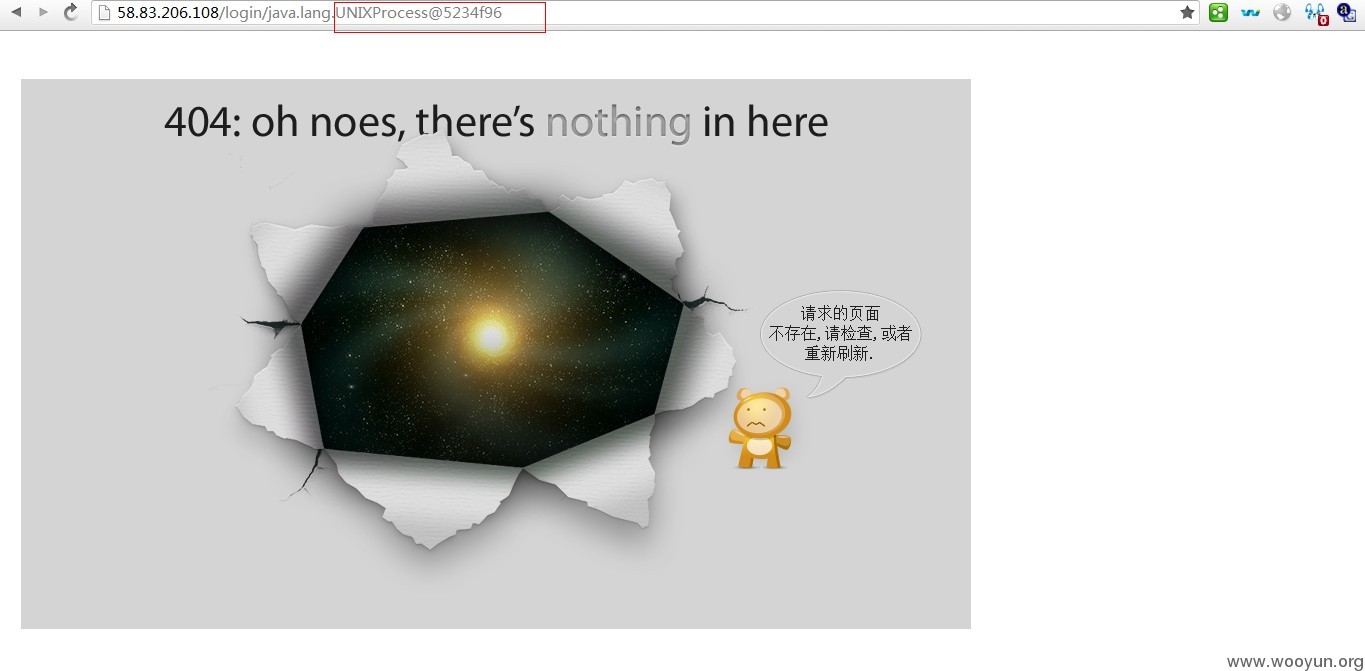 58.83.206.108/login/java.lang.UNIXProcess@5234f96
0
404: oh noes, there's nothing in here
请求的页面
不存在,请检查,或者
重新刷新.
www.wooyun.org